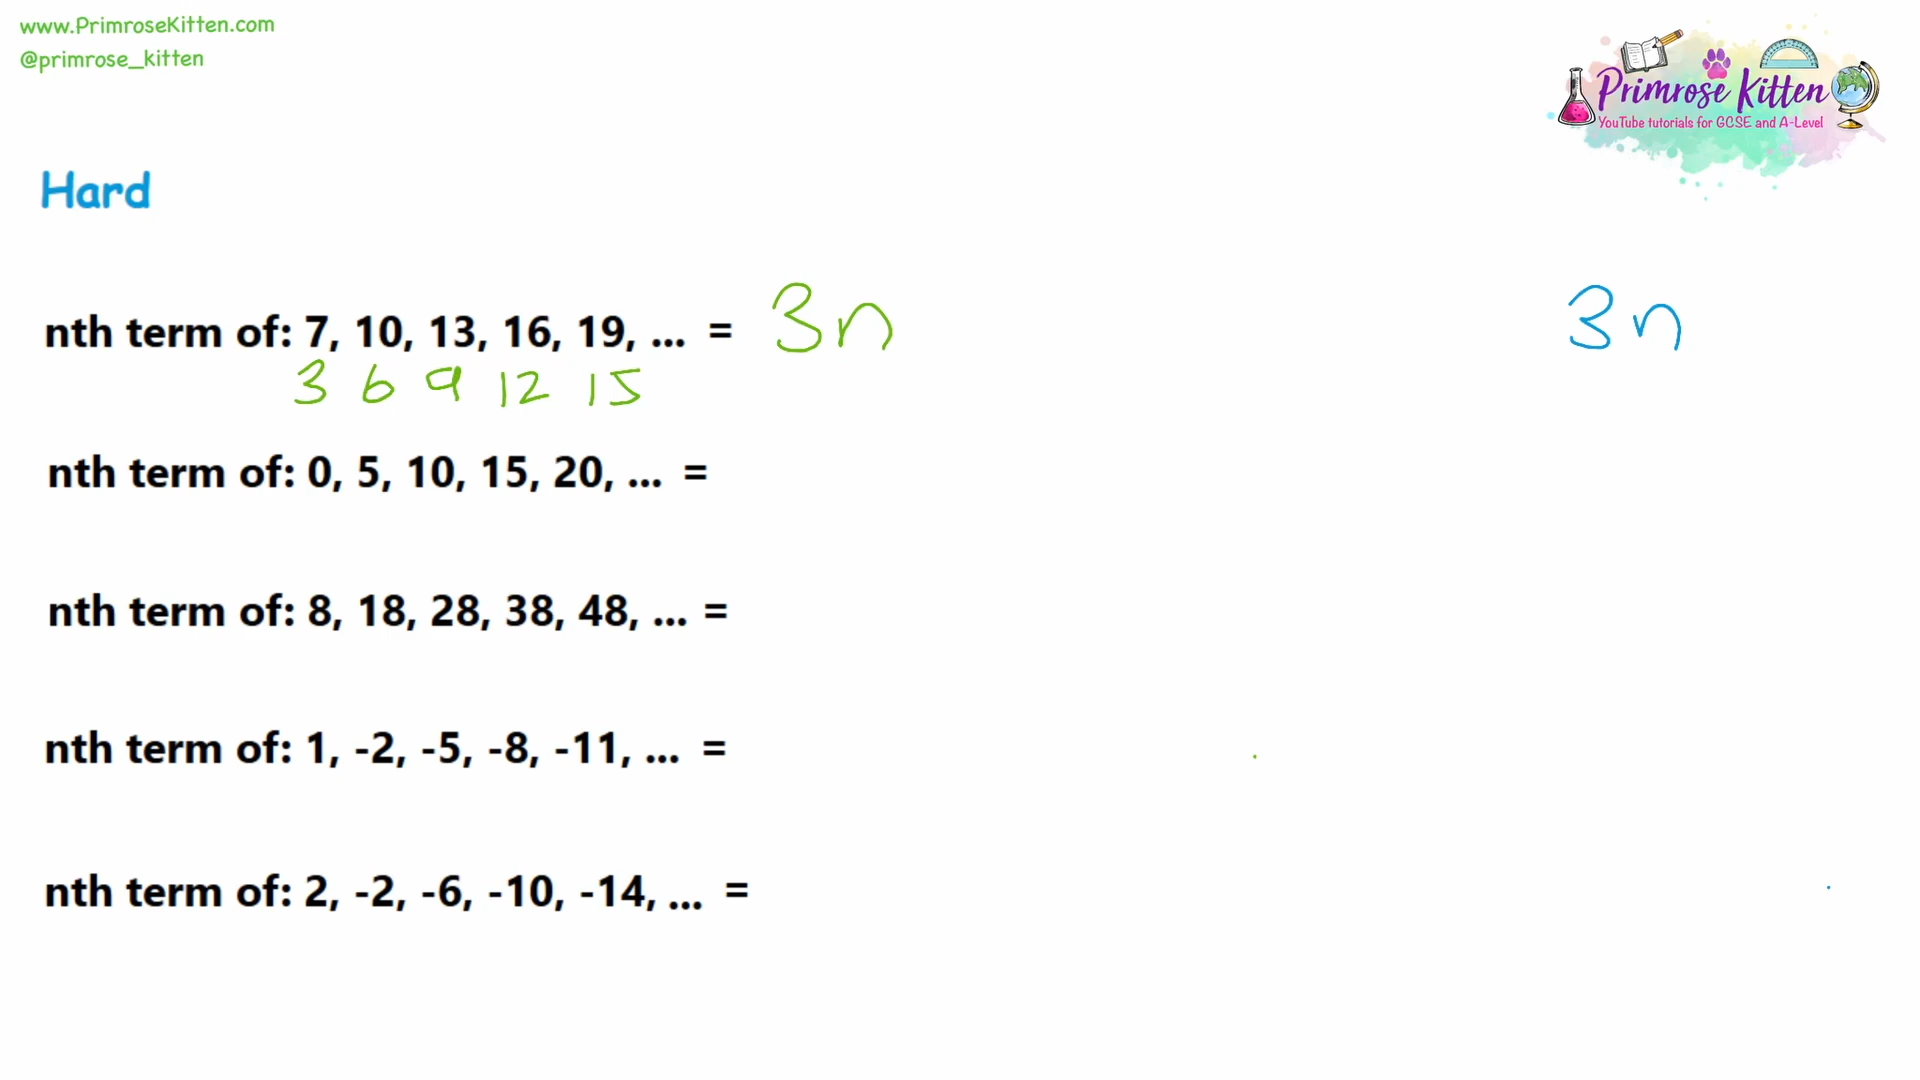 www.PrimroseKitten.com
@primrose_kitten
Primrose Kitten
YouTube tutorials for GCSE and A-Level
Hard
nth term of: 7, 10, 13, 16, 19, ... = 3n 3n
3 6 9 12 15
nth term of: 0, 5, 10, 15, 20, ... =
nth term of: 8, 18, 28, 38, 48, ... =
nth term of: 1, -2, -5, -8, -11, ... =
nth term of: 2, -2, -6, -10, -14, ... =